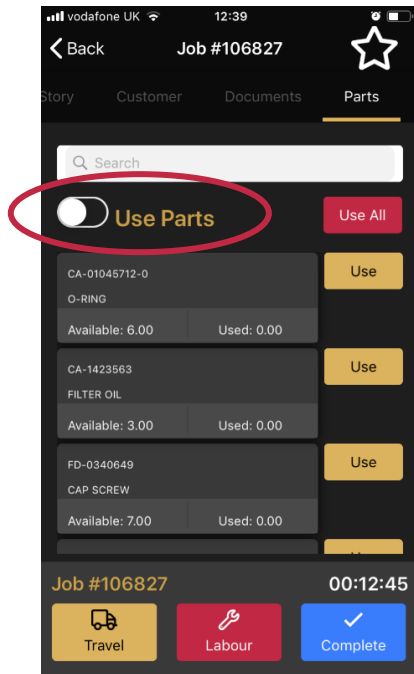 vodafone UK 12:39
Back Job #106827
Story Customer Documents Parts
Search
Use Parts Use All
CA-01045712-0 Use
O-RING
Available: 6.00 Used: 0.00
CA-1423563 Use
FILTER OIL
Available: 3.00 Used: 0.00
FD-0340649 Use
CAP SCREW
Available: 7.00 Used: 0.00
Job #106827 00:12:45
Travel Labour Complete